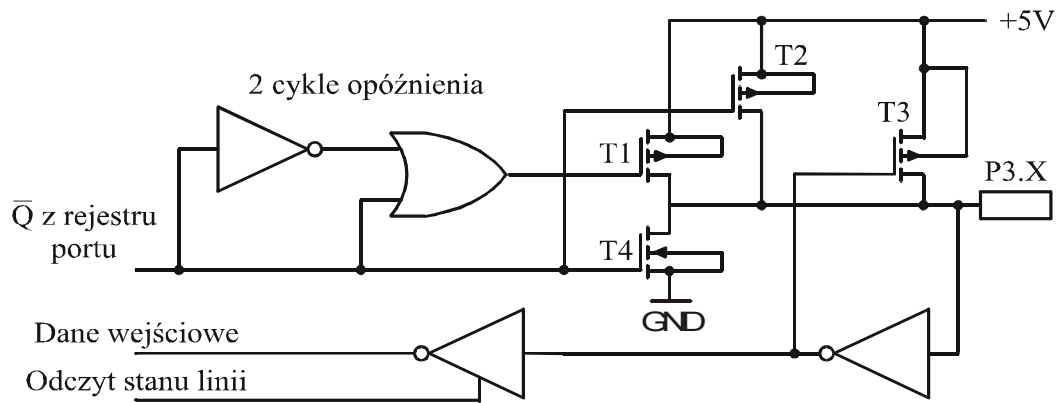 +5V
T2
2 cykle opóźnienia
T3
T1
P3.X
Q̅ z rejestru
portu
T4
GND
Dane wejściowe
Odczyt stanu linii